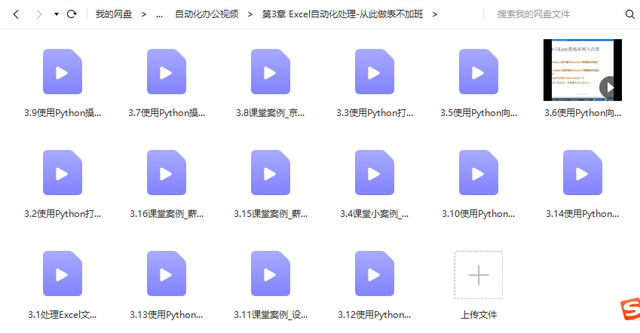 我的网盘 > ... 自动化办公视频 > 第3章 Excel自动化处理-从此做表不加班 >
搜索我的网盘文件
3.9使用Python操... 3.7使用Python操... 3.8课堂案例_京... 3.3使用Python打... 3.5使用Python向... 3.6使用Python向...
3.2使用Python打... 3.16课堂案例_薪... 3.15课堂案例_薪... 3.4课堂小案例_... 3.10使用Python... 3.14使用Python...
3.1处理Excel文... 3.13使用Python... 3.11课堂案例_设... 3.12使用Python... 上传文件